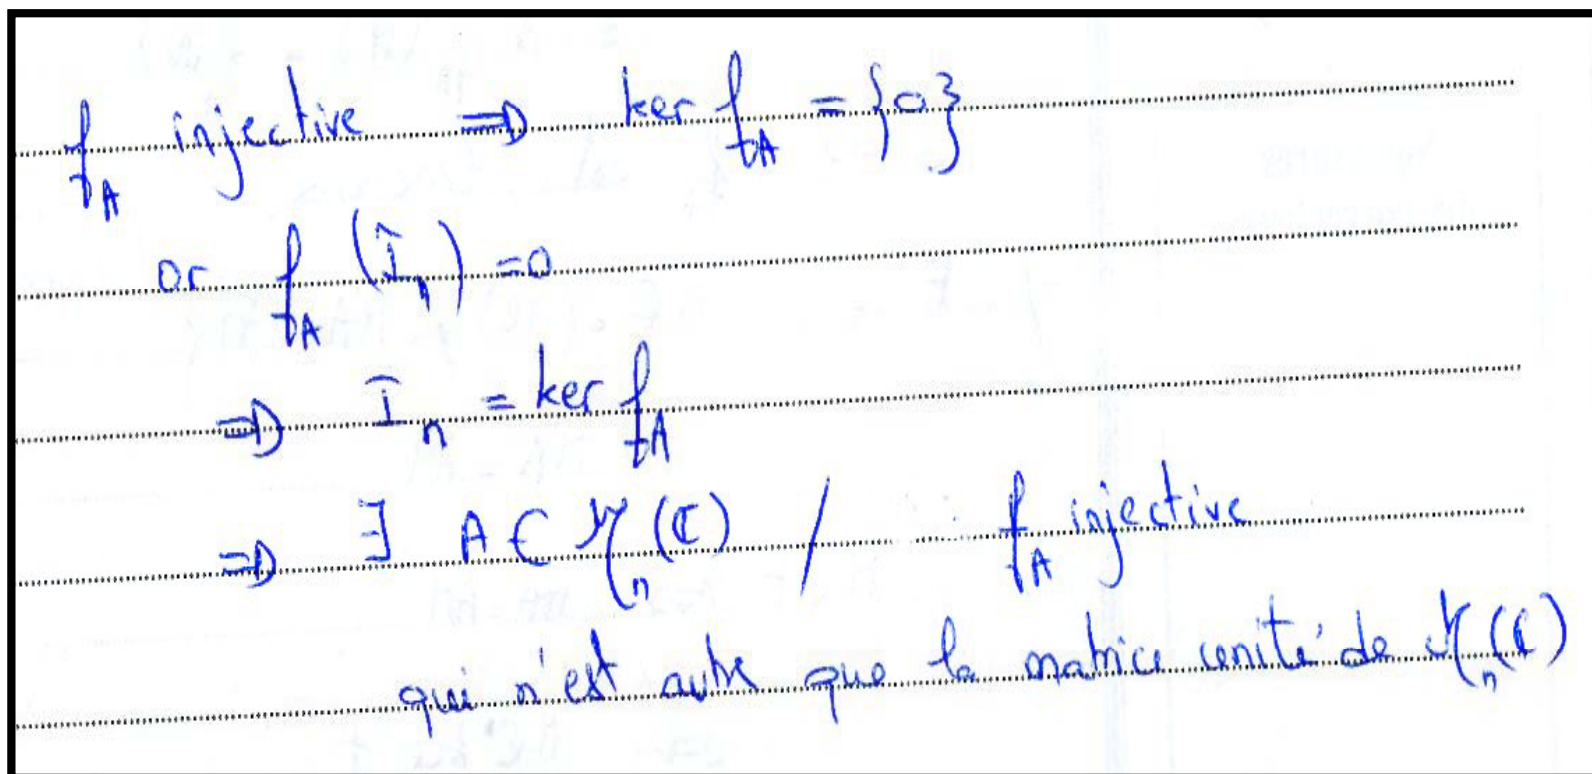 f_A injective ⇒ ker f_A = {0}
or f_A (I_n) = 0
⇒ I_n = ker f_A
⇒ ∃ A ∈ M_n(ℂ) / f_A injective
qui n'est autre que la matrice unité de M_n(ℂ)